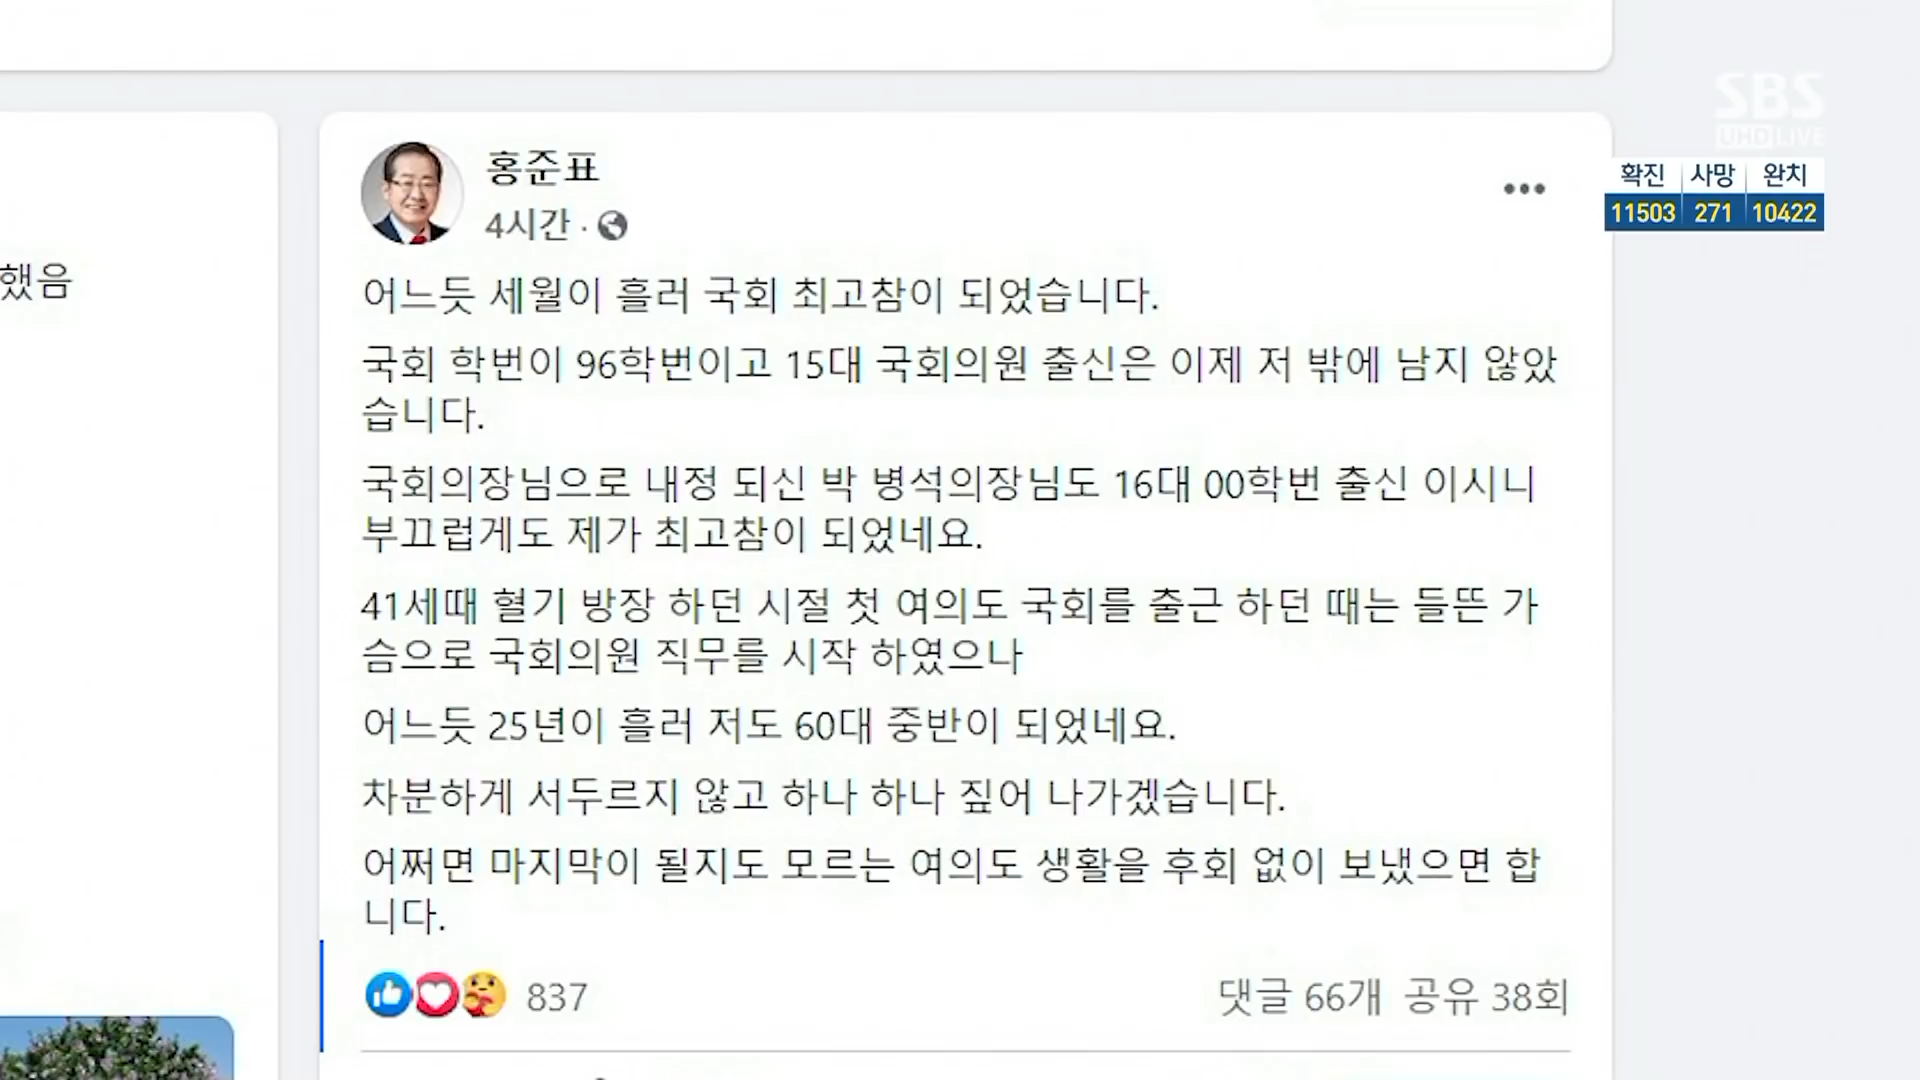 SBS
UHD LIVE
확진 사망 완치
11503 271 10422
했음
홍준표
4시간 ·
어느듯 세월이 흘러 국회 최고참이 되었습니다.
국회 학번이 96학번이고 15대 국회의원 출신은 이제 저 밖에 남지 않았
습니다.
국회의장님으로 내정 되신 박 병석의장님도 16대 00학번 출신 이시니
부끄럽게도 제가 최고참이 되었네요.
41세때 혈기 방장 하던 시절 첫 여의도 국회를 출근 하던 때는 들뜬 가
슴으로 국회의원 직무를 시작 하였으나
어느듯 25년이 흘러 저도 60대 중반이 되었네요.
차분하게 서두르지 않고 하나 하나 짚어 나가겠습니다.
어쩌면 마지막이 될지도 모르는 여의도 생활을 후회 없이 보냈으면 합
니다.
837
댓글 66개 공유 38회